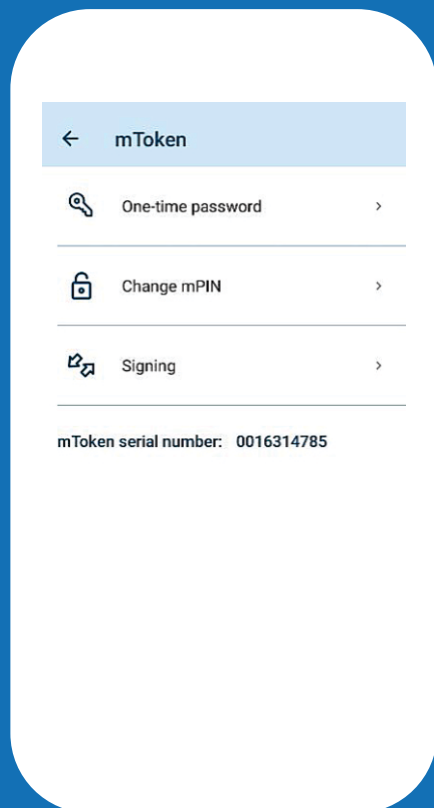 mToken
One-time password
Change mPIN
Signing
mToken serial number: 0016314785